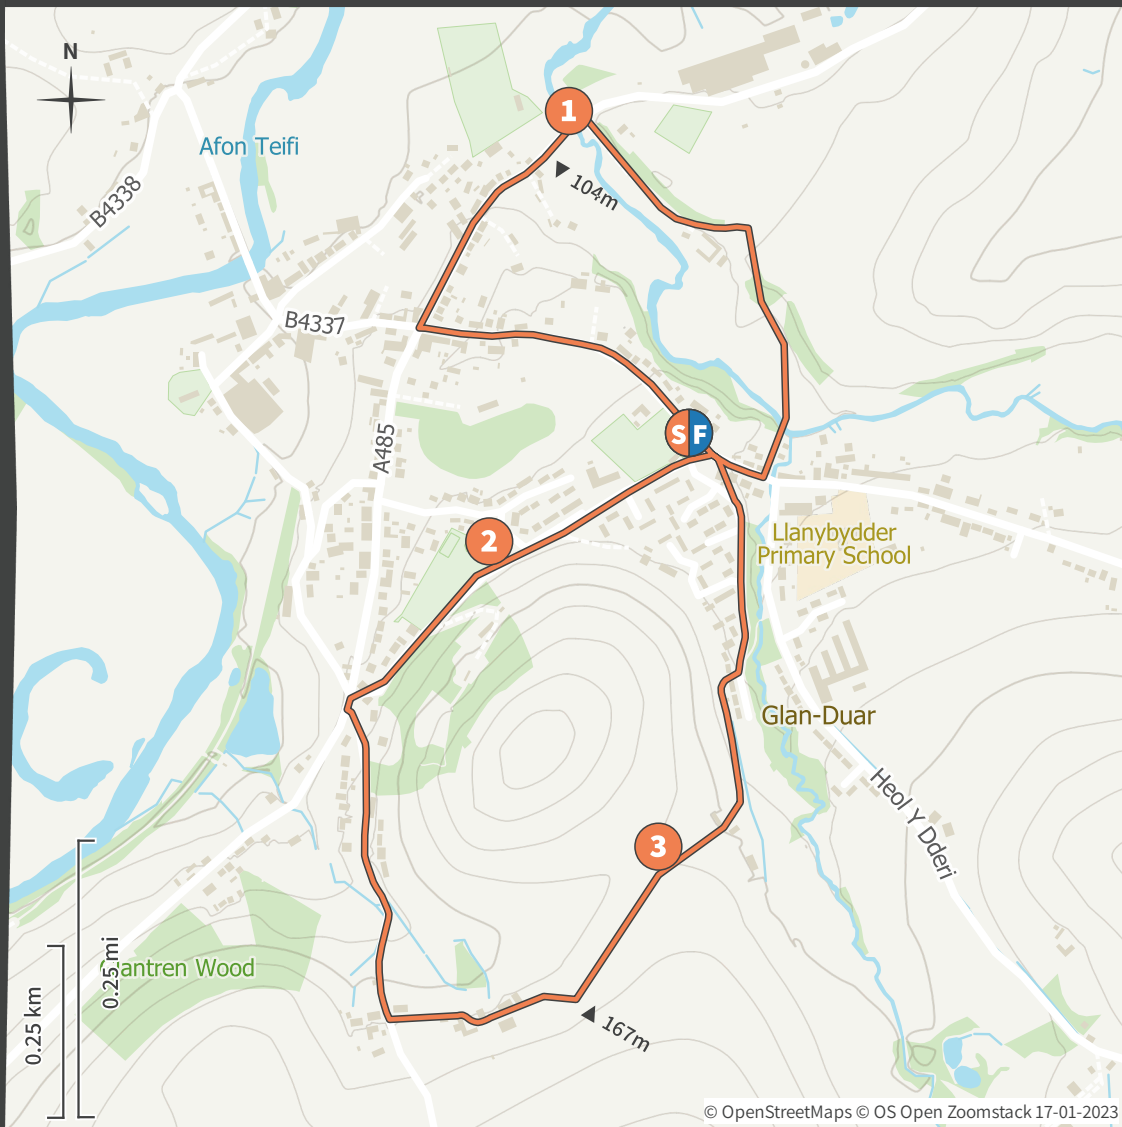 N
1
Afon Teifi
B4338
104m
B4337
A485
S F
2
Llanybydder
Primary School
Glan-Duar
Heol Y Dderi
3
antren Wood
0.25 mi
0.25 km
167m
© OpenStreetMaps © OS Open Zoomstack 17-01-2023